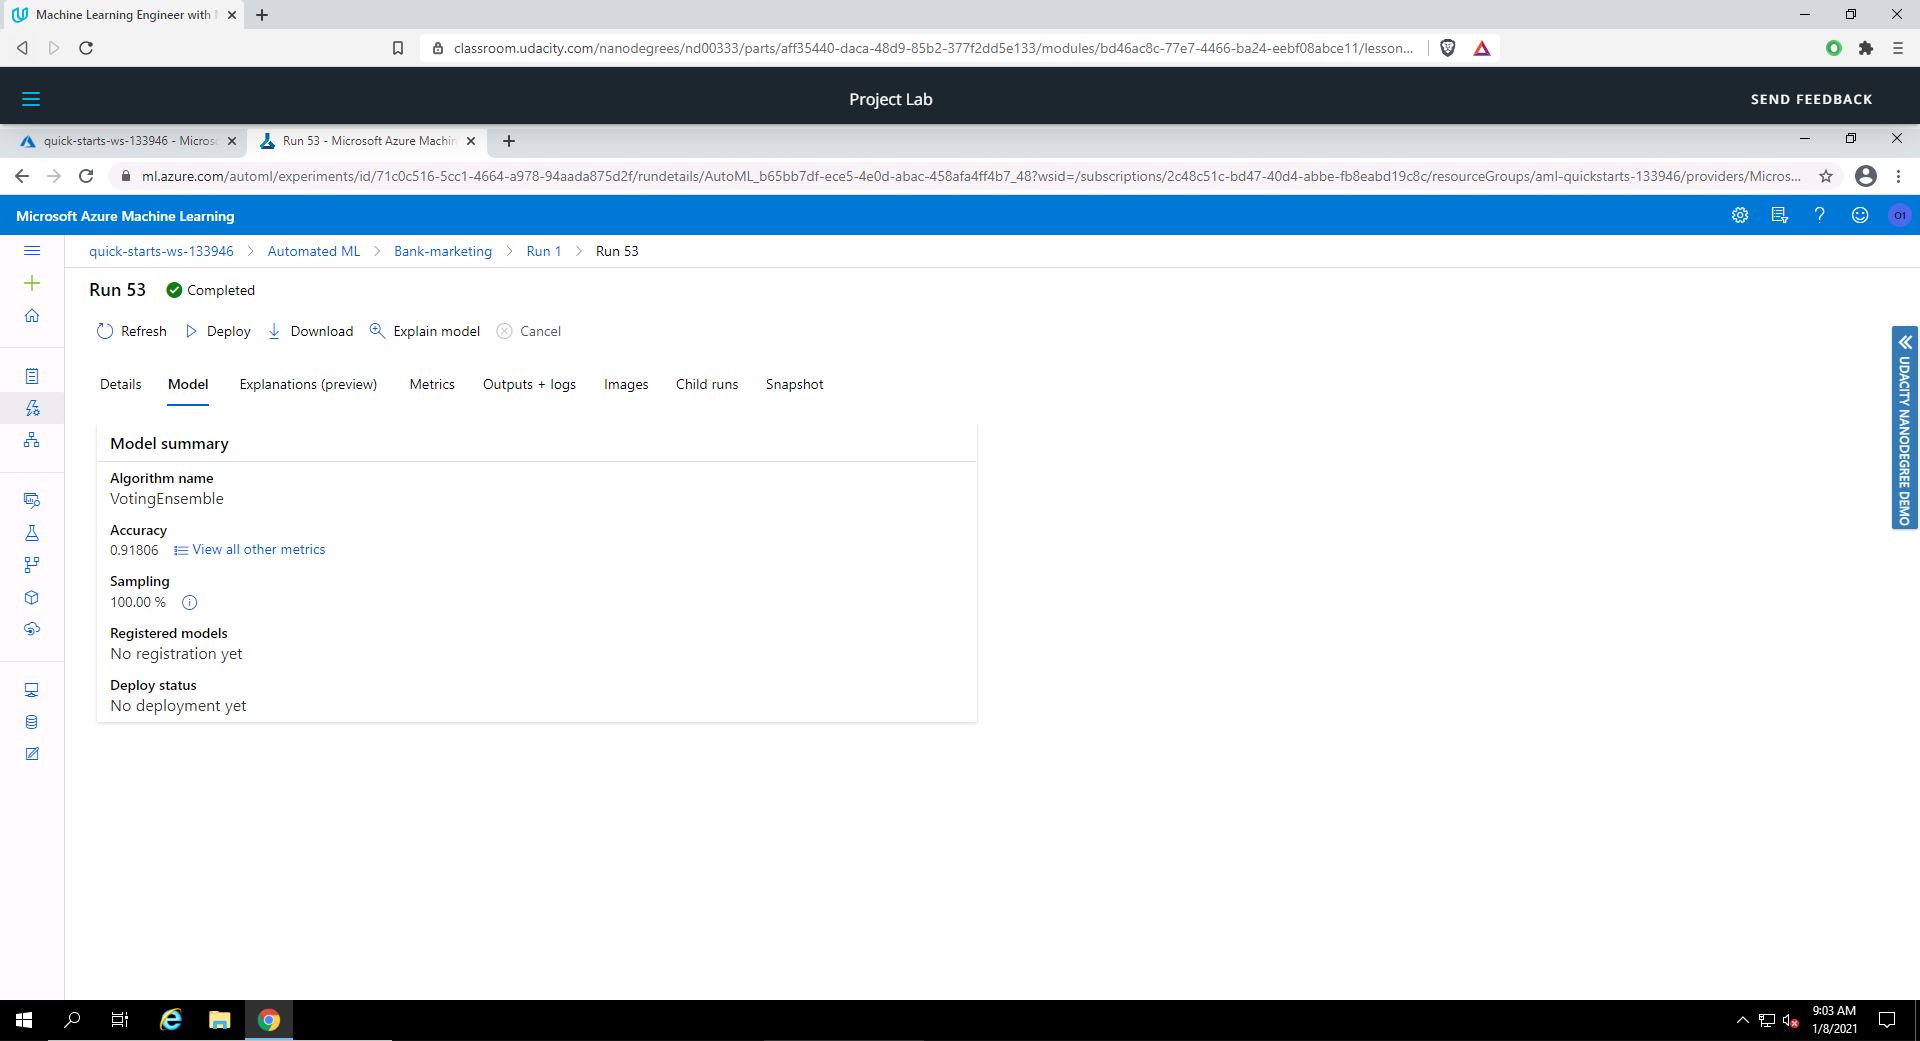 Machine Learning Engineer with
classroom.udacity.com/nanodegrees/nd00333/parts/aff35440-daca-48d9-85b2-377f2dd5e133/modules/bd46ac8c-77e7-4466-ba24-eebf08abce11/lesson...
Project Lab
SEND FEEDBACK
quick-starts-ws-133946 - Micros
Run 53 - Microsoft Azure Machin
ml.azure.com/automl/experiments/id/71c0c516-5cc1-4664-a978-94aada875d2f/rundetails/AutoML_b65bb7df-ece5-4e0d-abac-458afa4ff4b7_48?wsid=/subscriptions/2c48c51c-bd47-40d4-abbe-fb8eabd19c8c/resourceGroups/aml-quickstarts-133946/providers/Micros...
Microsoft Azure Machine Learning
O1
quick-starts-ws-133946 > Automated ML > Bank-marketing > Run 1 > Run 53
Run 53 Completed
Refresh Deploy Download Explain model Cancel
Details Model Explanations (preview) Metrics Outputs + logs Images Child runs Snapshot
UDACITY NANODEGREE DEMO
Model summary
Algorithm name
VotingEnsemble
Accuracy
0.91806 View all other metrics
Sampling
100.00 %
Registered models
No registration yet
Deploy status
No deployment yet
9:03 AM
1/8/2021